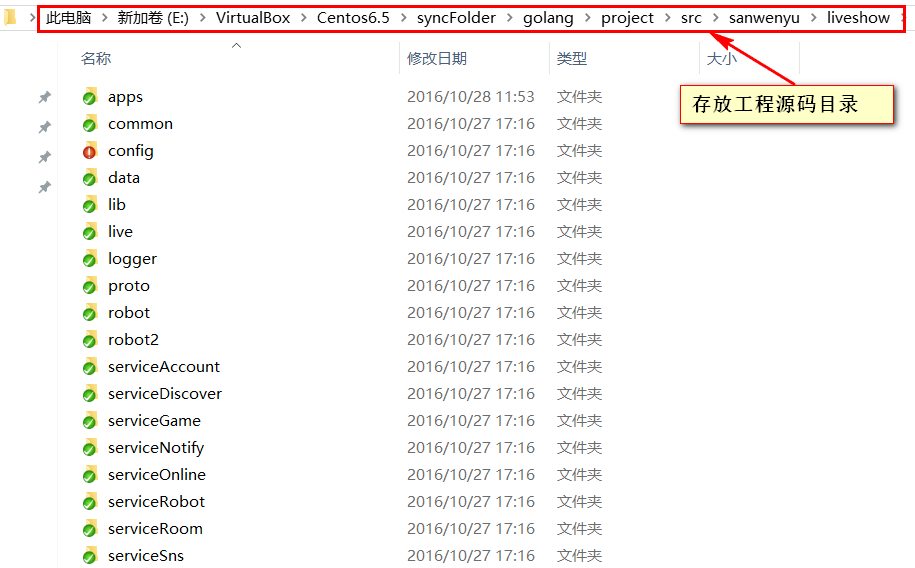 此电脑 > 新加卷 (E:) > VirtualBox > Centos6.5 > syncFolder > golang > project > src > sanwenyu > liveshow
名称 修改日期 类型 大小
存放工程源码目录
apps 2016/10/28 11:53 文件夹
common 2016/10/27 17:16 文件夹
config 2016/10/27 17:16 文件夹
data 2016/10/27 17:16 文件夹
lib 2016/10/27 17:16 文件夹
live 2016/10/27 17:16 文件夹
logger 2016/10/27 17:16 文件夹
proto 2016/10/27 17:16 文件夹
robot 2016/10/27 17:16 文件夹
robot2 2016/10/27 17:16 文件夹
serviceAccount 2016/10/27 17:16 文件夹
serviceDiscover 2016/10/27 17:16 文件夹
serviceGame 2016/10/27 17:16 文件夹
serviceNotify 2016/10/27 17:16 文件夹
serviceOnline 2016/10/27 17:16 文件夹
serviceRobot 2016/10/27 17:16 文件夹
serviceRoom 2016/10/27 17:16 文件夹
serviceSns 2016/10/27 17:16 文件夹